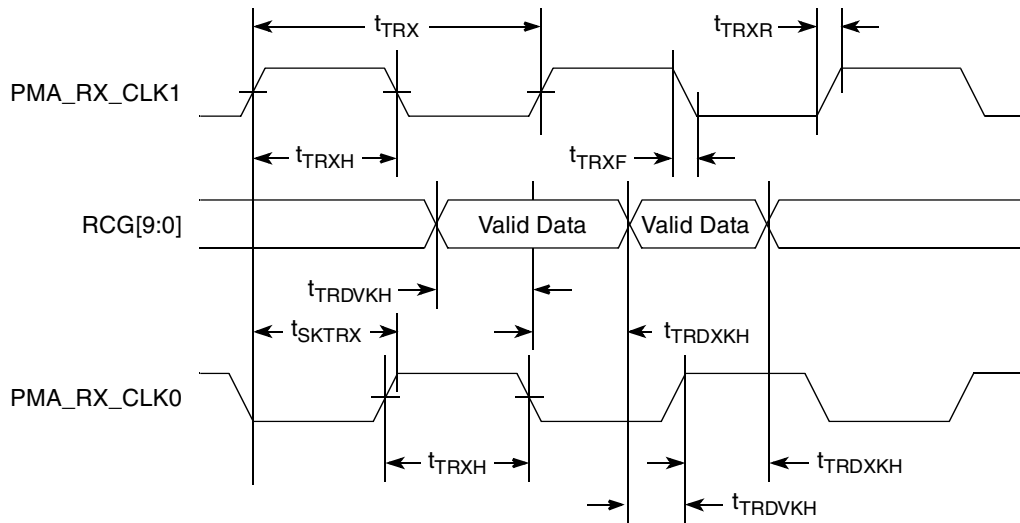 tTRX
tTRXR
PMA_RX_CLK1
tTRXH
tTRXF
RCG[9:0]
Valid Data
Valid Data
tTRDVKH
tSKTRX
tTRDXKH
PMA_RX_CLK0
tTRXH
tTRDXKH
tTRDVKH